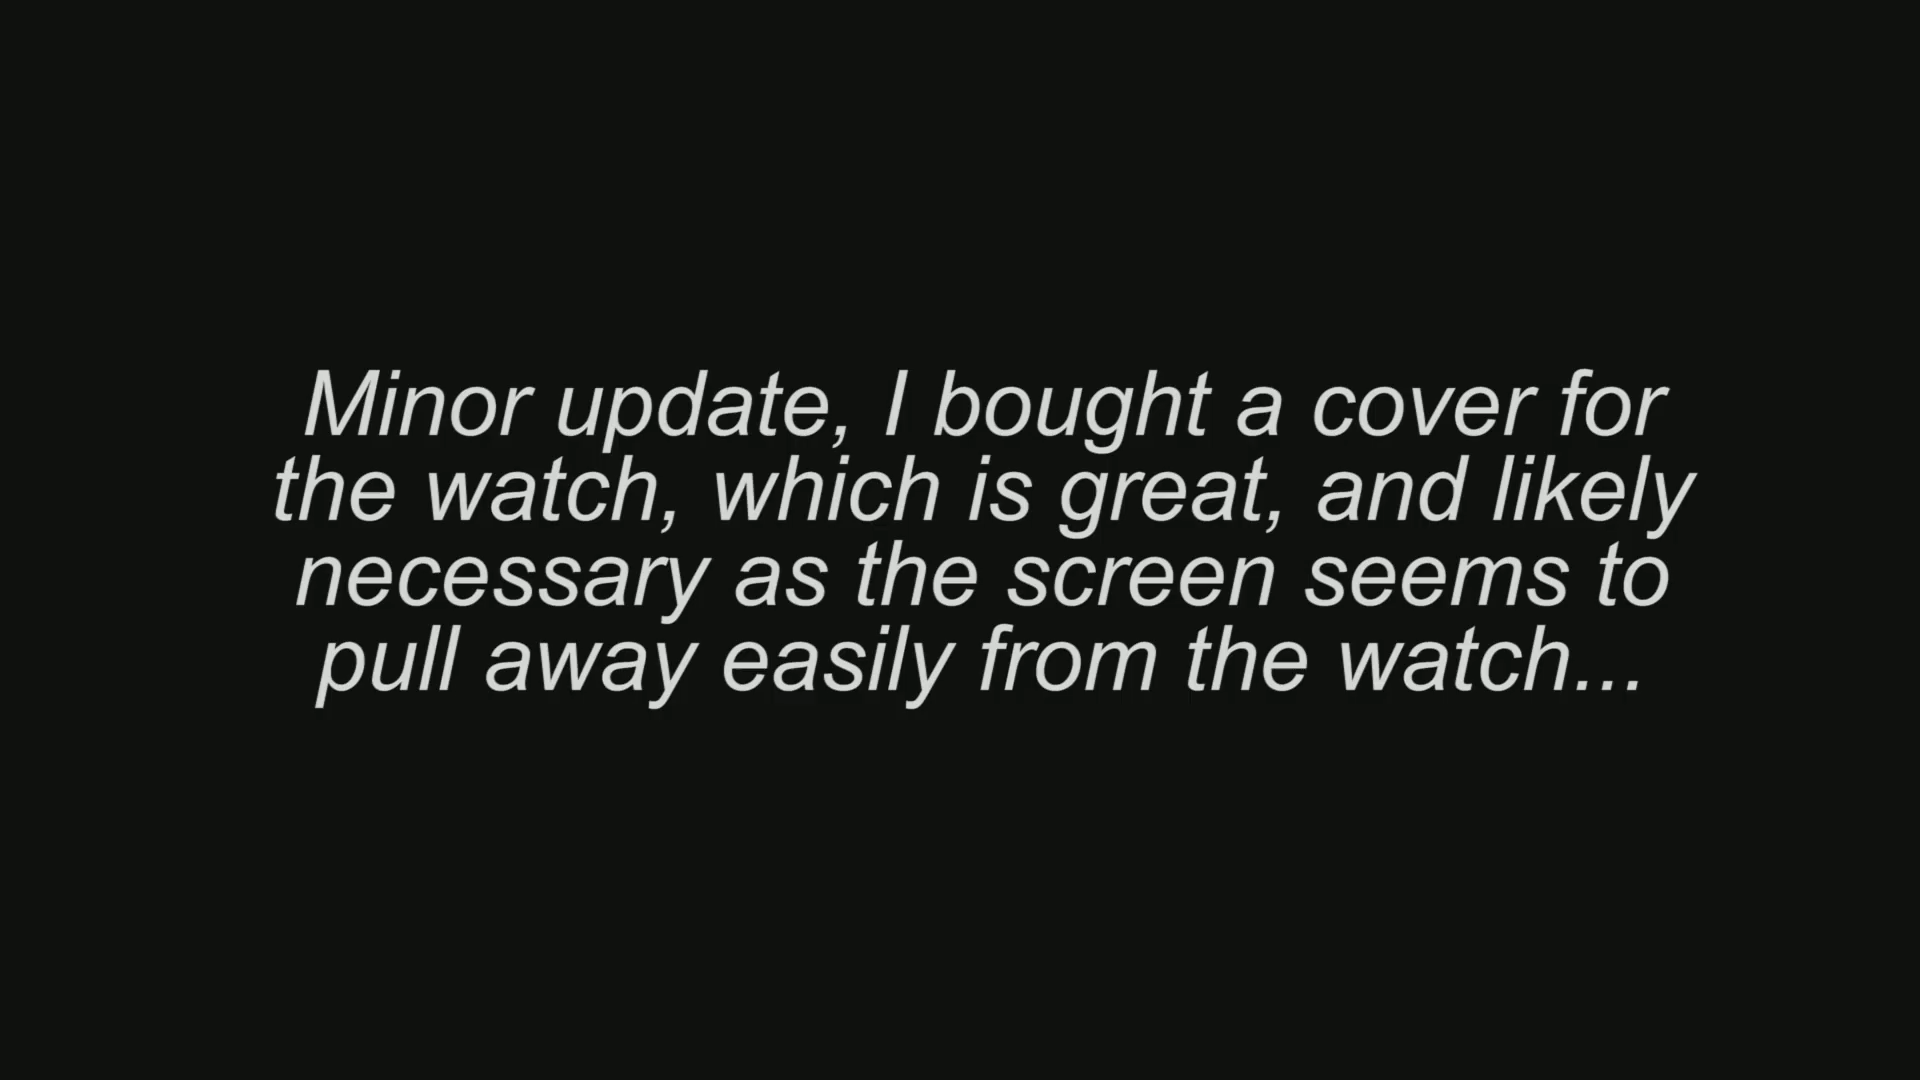 Minor update, I bought a cover for
the watch, which is great, and likely
necessary as the screen seems to
pull away easily from the watch...